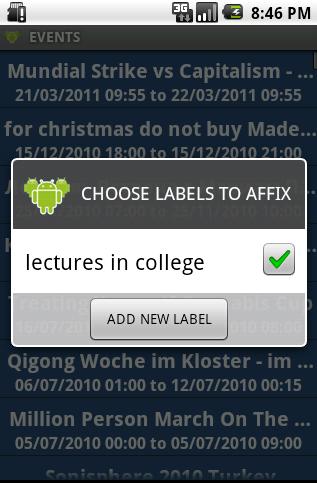 3G
8:46 PM
EVENTS
Mundial Strike vs Capitalism - ...
21/03/2011 09:55 to 22/03/2011 09:55
for christmas do not buy Made...
15/12/2010 18:00 to 15/12/2010 21:00
CHOOSE LABELS TO AFFIX
lectures in college
ADD NEW LABEL
Qigong Woche im Kloster - im ...
06/07/2010 01:00 to 12/07/2010 00:15
Million Person March On The ...
05/07/2010 00:00 to 05/07/2010 09:00
Sonisphere 2010 Turkey